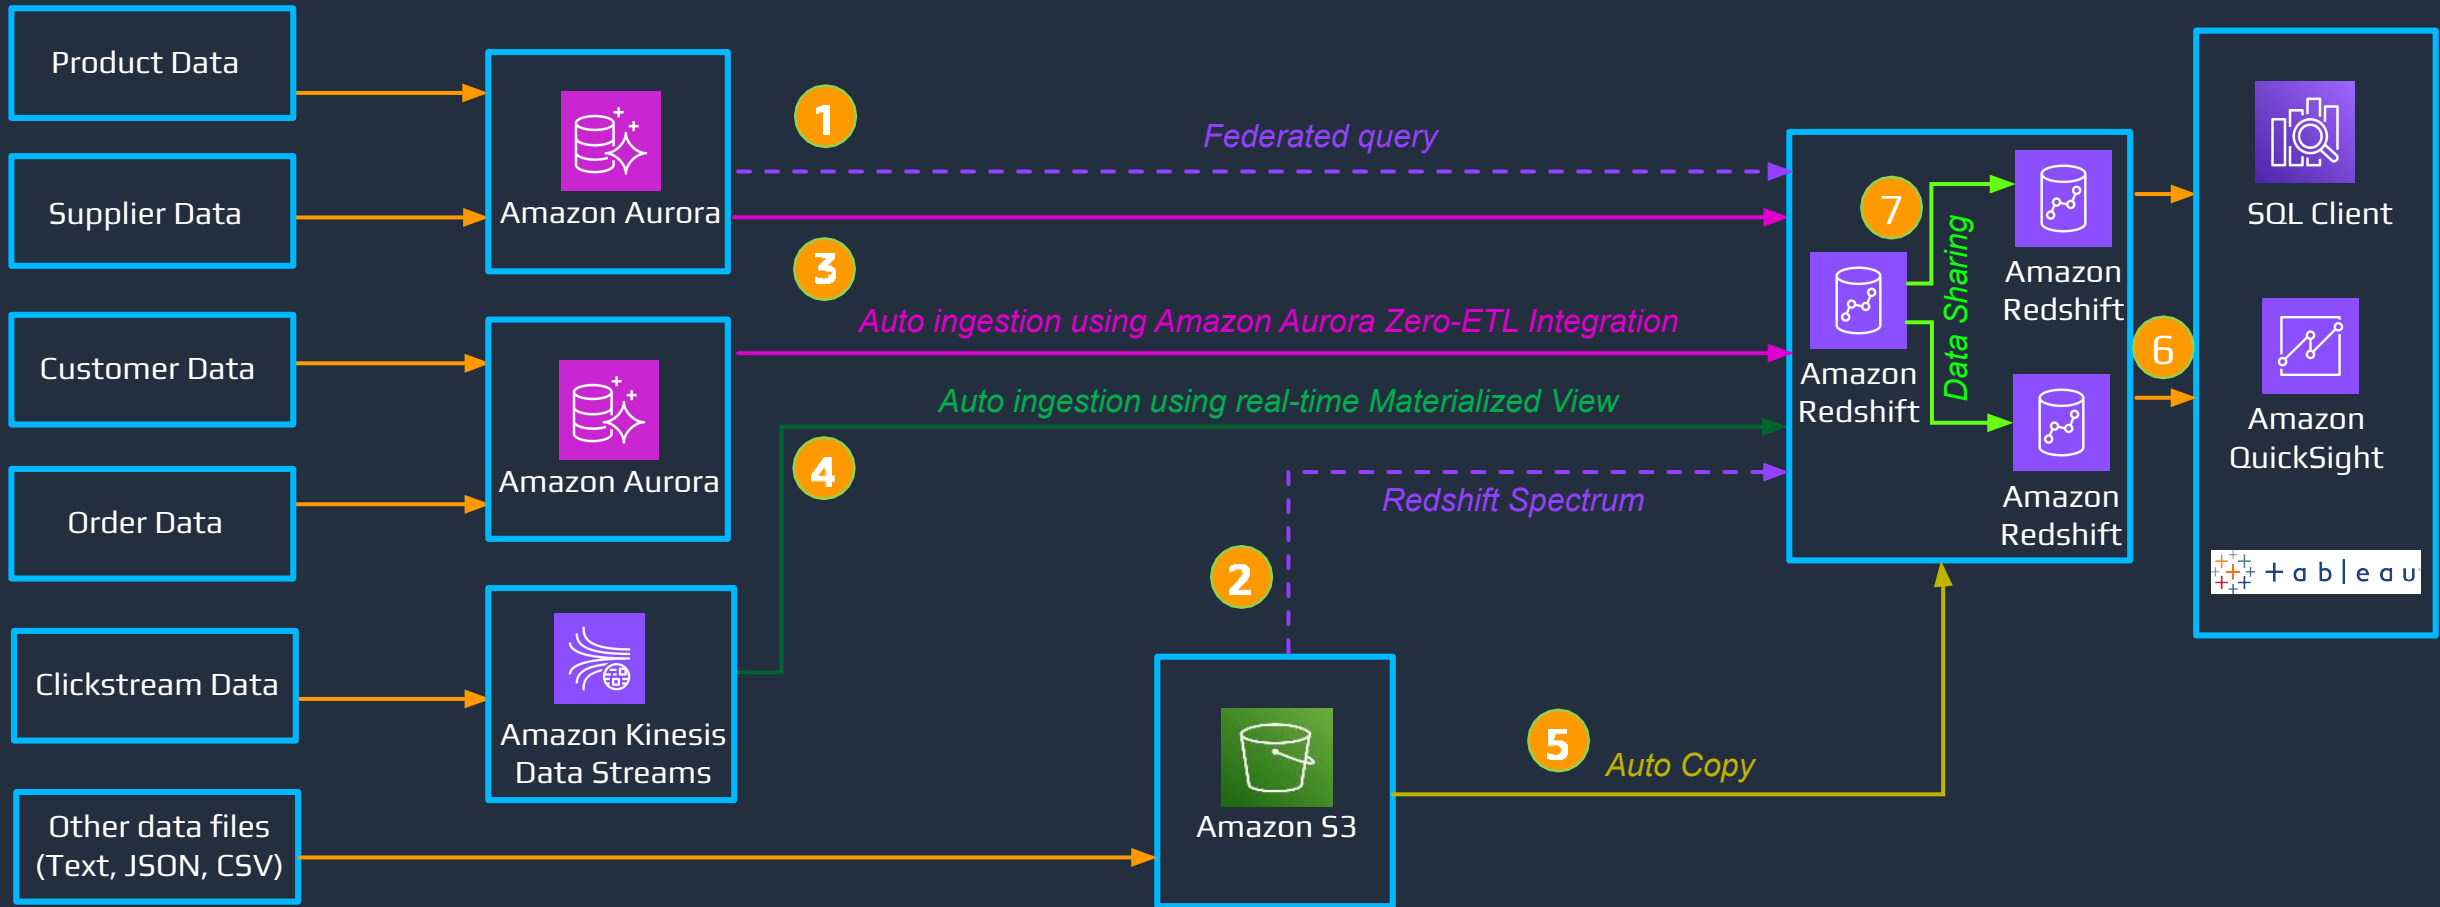 Product Data
Supplier Data
Customer Data
Order Data
Clickstream Data
Other data files
(Text, JSON, CSV)
Amazon Aurora
Amazon Aurora
Amazon Kinesis
Data Streams
1
Federated query
3
Auto ingestion using Amazon Aurora Zero-ETL Integration
Auto ingestion using real-time Materialized View
4
Redshift Spectrum
2
Amazon S3
5
Auto Copy
7
Data Sharing
Amazon
Redshift
Amazon
Redshift
Amazon
Redshift
6
SQL Client
Amazon
QuickSight
+ableau